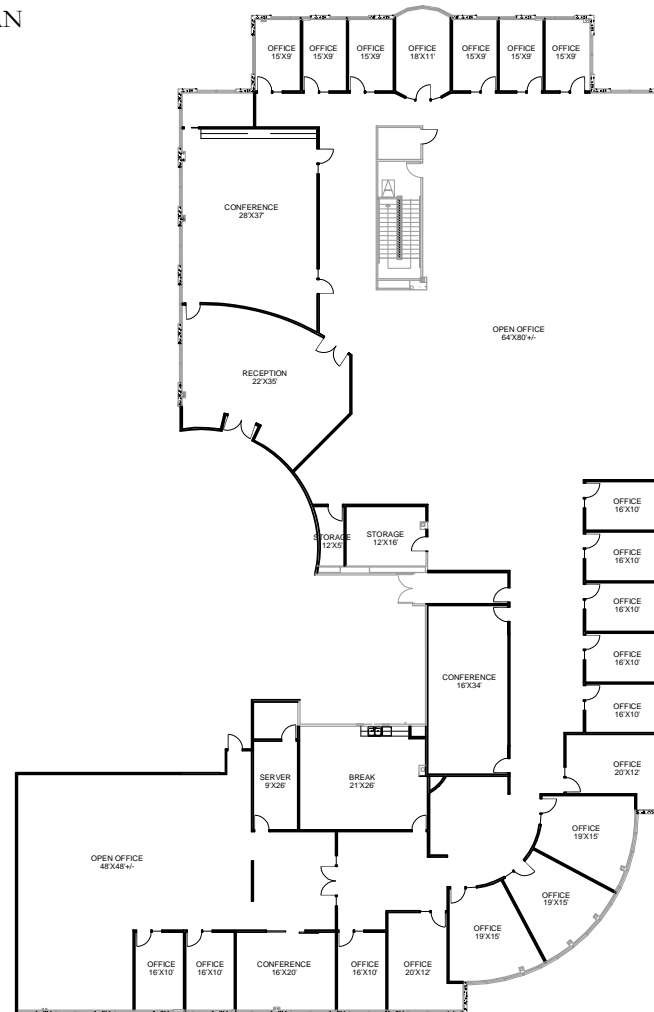 AN
OFFICE
15'X9'
OFFICE
15'X9'
OFFICE
15'X9'
OFFICE
18'X11'
OFFICE
15'X9'
OFFICE
15'X9'
OFFICE
15'X9'
CONFERENCE
28'X37'
OPEN OFFICE
64'X80'+/-
RECEPTION
22'X35'
OFFICE
16'X10'
STORAGE
12'X5'
STORAGE
12'X16'
OFFICE
16'X10'
OFFICE
16'X10'
OFFICE
16'X10'
CONFERENCE
16'X34'
OFFICE
16'X10'
OFFICE
20'X12'
SERVER
9'X26'
BREAK
21'X26'
OFFICE
19'X15'
OPEN OFFICE
48'X48'+/-
OFFICE
19'X15'
OFFICE
19'X15'
OFFICE
16'X10'
OFFICE
16'X10'
CONFERENCE
16'X20'
OFFICE
16'X10'
OFFICE
20'X12'